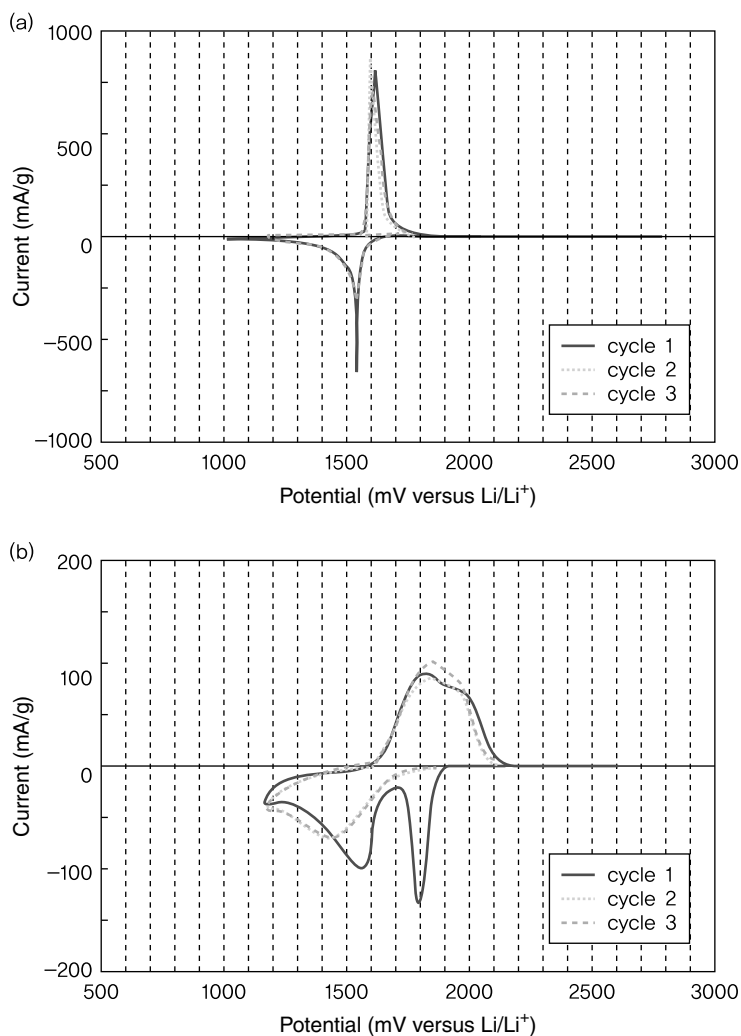 (a)
1000
500
0
−500
−1000
500 1000 1500 2000 2500 3000
Current (mA/g)
Potential (mV versus Li/Li⁺)
cycle 1
cycle 2
cycle 3
(b)
200
100
0
−100
−200
500 1000 1500 2000 2500 3000
Current (mA/g)
Potential (mV versus Li/Li⁺)
cycle 1
cycle 2
cycle 3